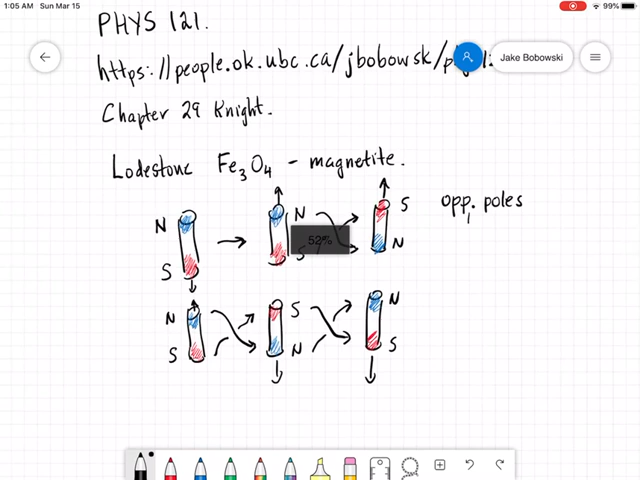 1:05 AM Sun Mar 15
99%
PHYS 121.
https://people.ok.ubc.ca/jbobowsk/
Jake Bobowski
Chapter 29 Knight.
Lodestone Fe3O4 - magnetite.
N N S opp. poles
52%
S S N
N S N
S N S